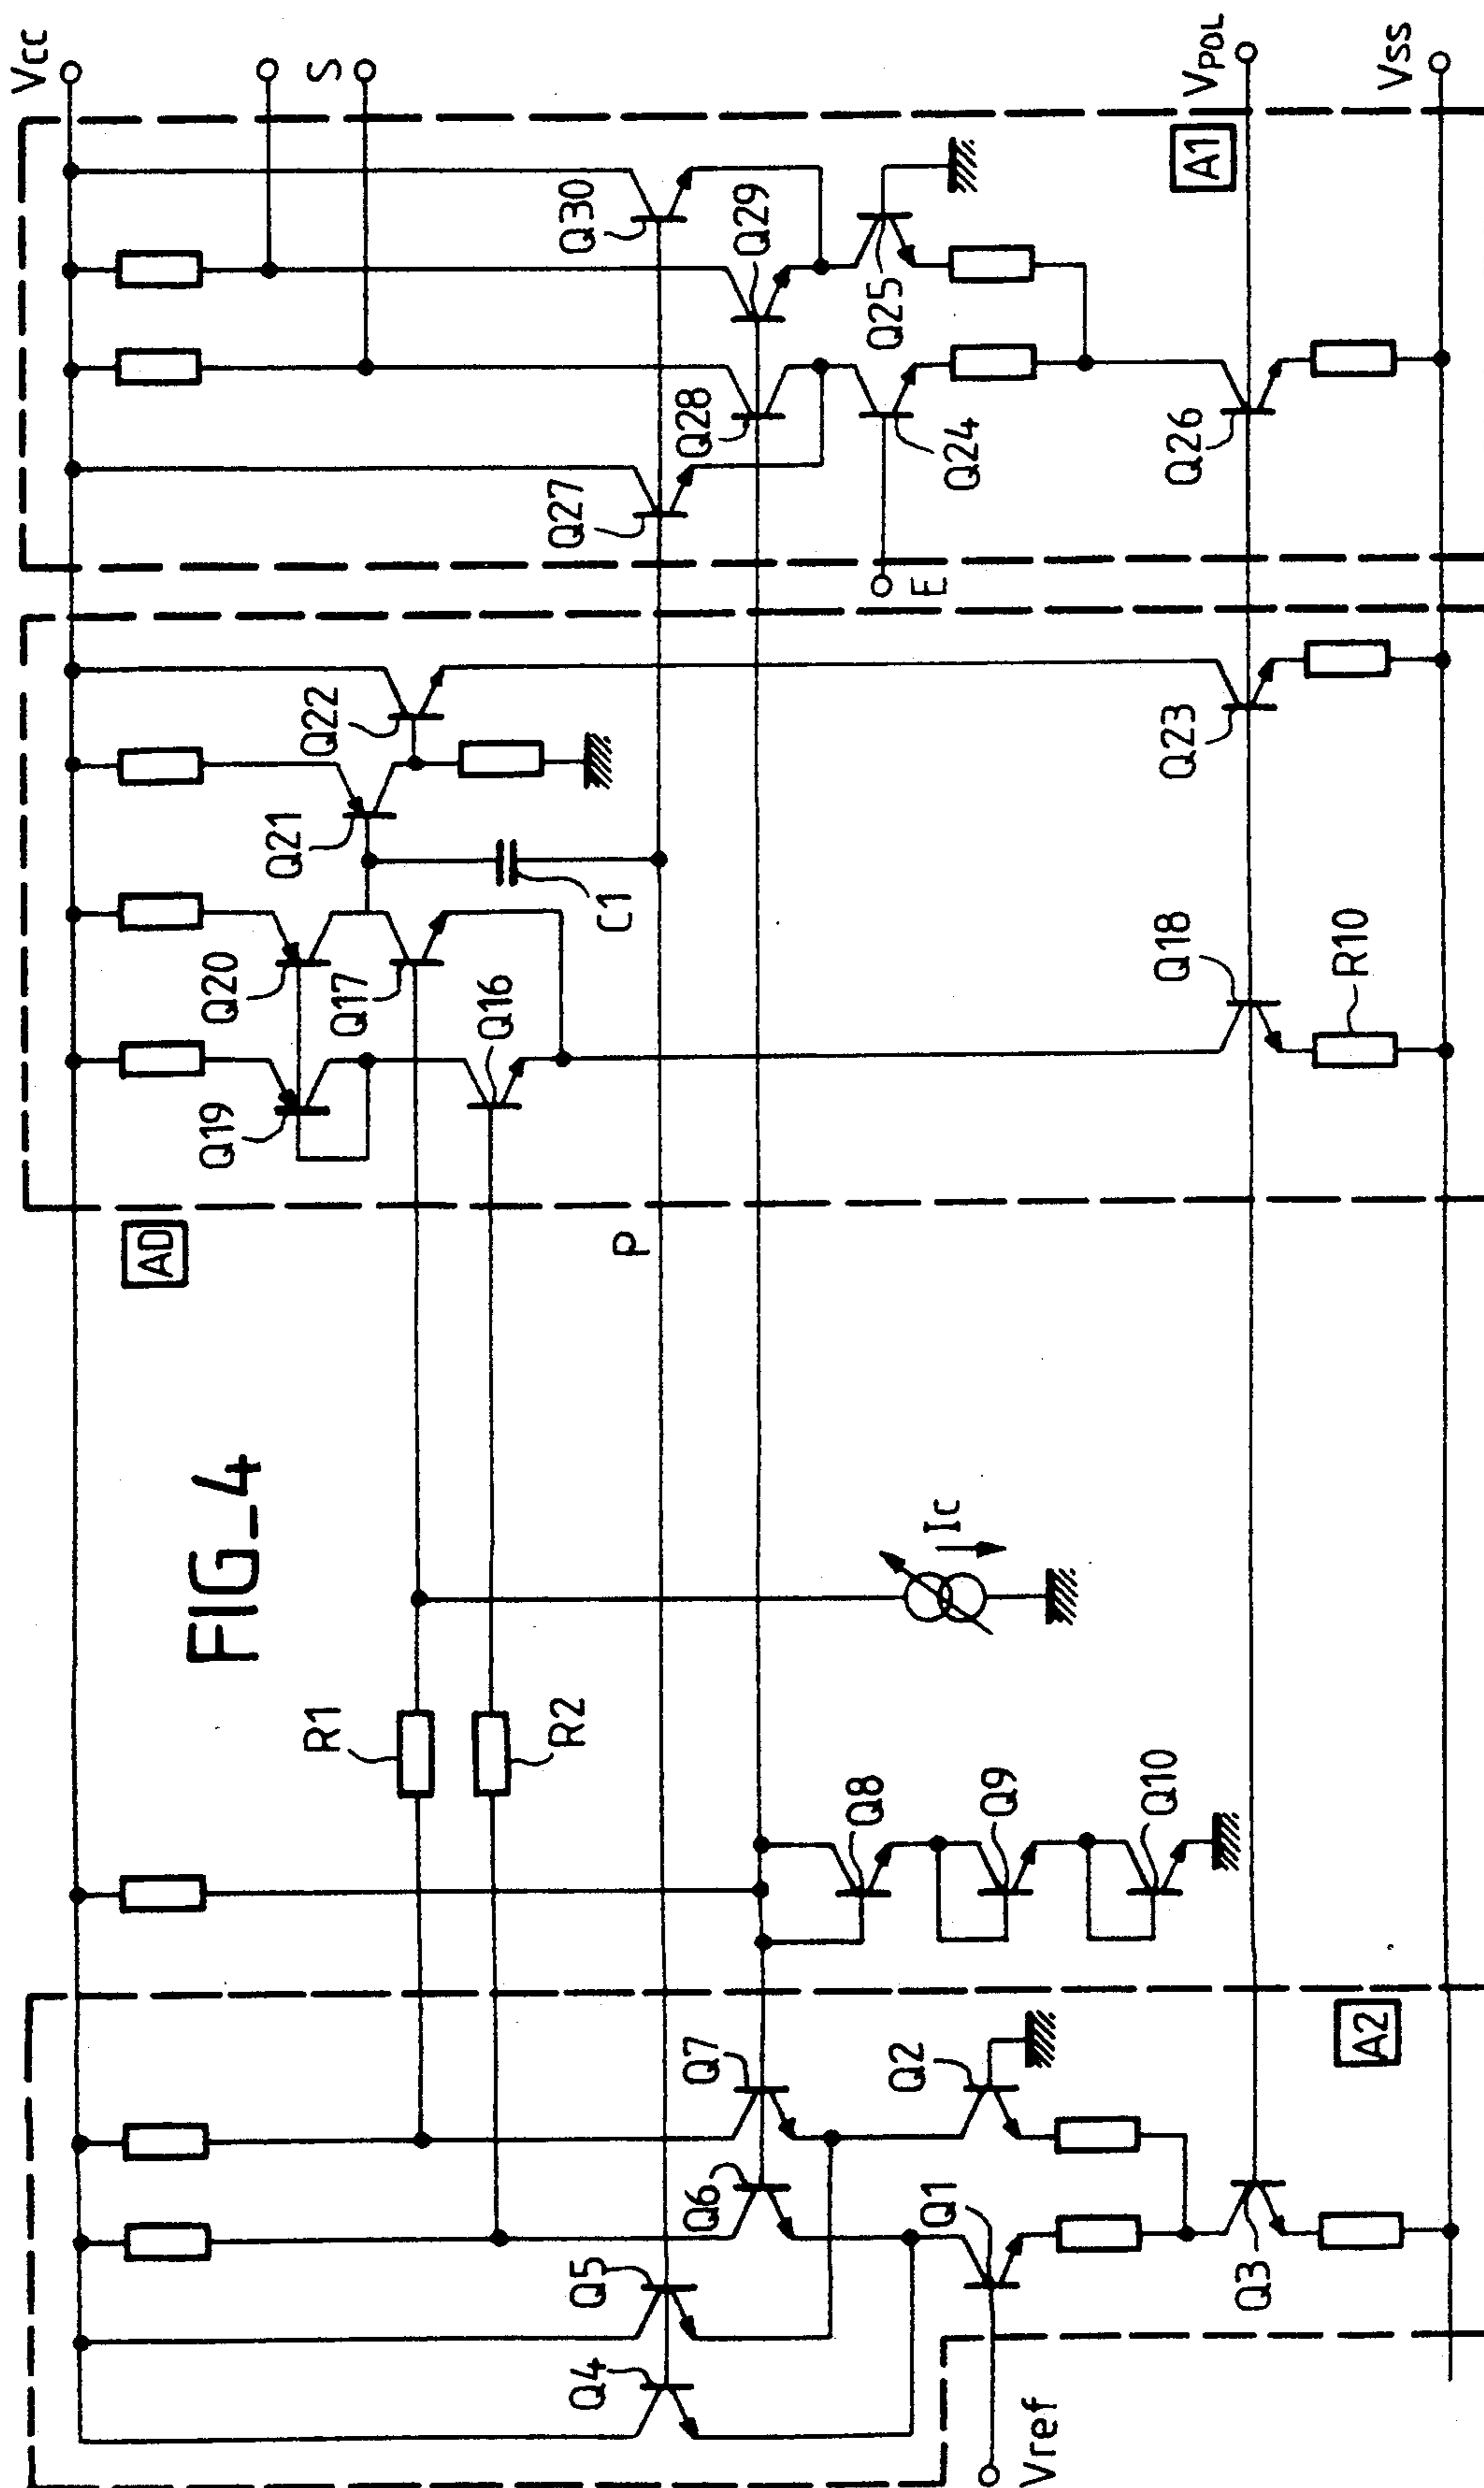 FIG_4
Vcc
S
VPOL
Vss
A1
Q30
Q29
Q25
Q28
Q24
Q27
Q26
E
Q22
Q21
C1
Q20
Q17
Q16
Q19
Q23
Q18
R10
AD
P
R1
R2
Ic
Q8
Q9
Q10
Q7
Q2
Q6
Q1
Q5
Q4
Q3
A2
Vref